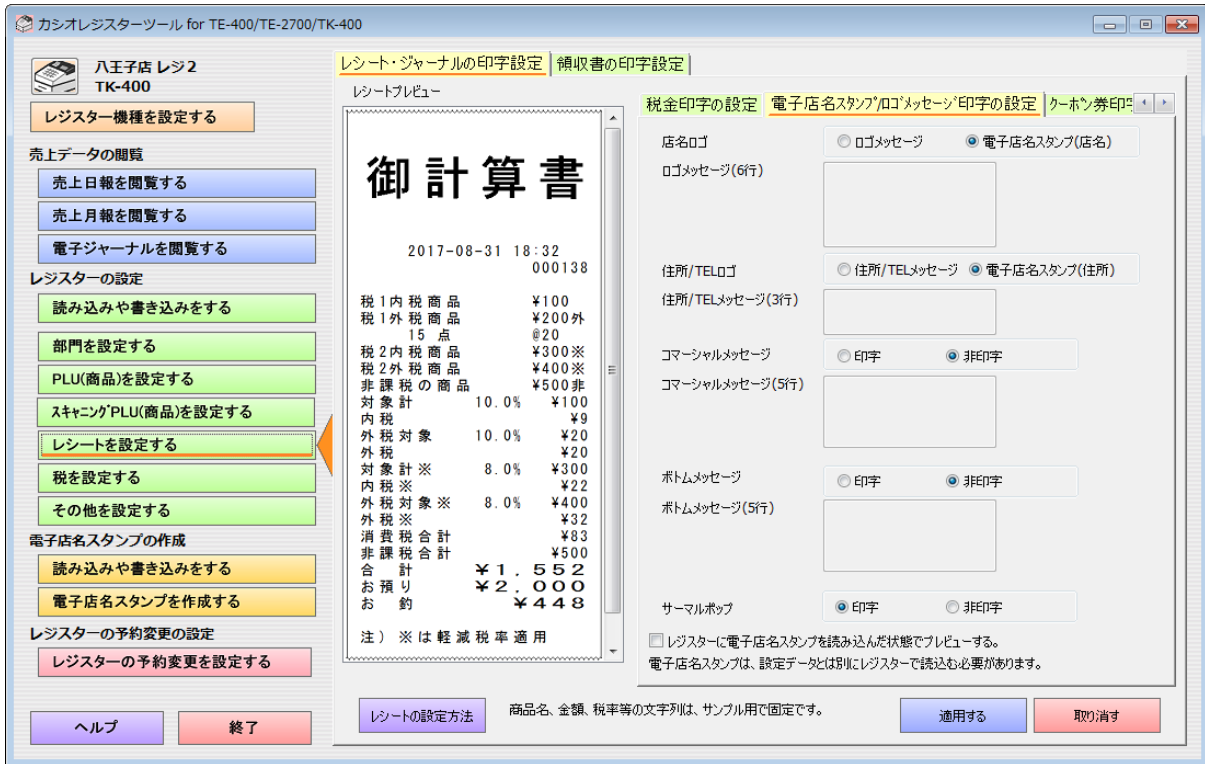 カシオレジスターツール for TE-400/TE-2700/TK-400
八王子店 レジ2
TK-400
レジスター機種を設定する
売上データの閲覧
売上日報を閲覧する
売上月報を閲覧する
電子ジャーナルを閲覧する
レジスターの設定
読み込みや書き込みをする
部門を設定する
PLU(商品)を設定する
ｽｷｬﾆﾝｸﾞPLU(商品)を設定する
レシートを設定する
税を設定する
その他を設定する
電子店名スタンプの作成
読み込みや書き込みをする
電子店名スタンプを作成する
レジスターの予約変更の設定
レジスターの予約変更を設定する
ヘルプ 終了
レシート・ジャーナルの印字設定 領収書の印字設定
レシートプレビュー
御計算書
2017-08-31 18:32
000138
税1内税商品 ¥100
税1外税商品 ¥200外
15 点 @20
税2内税商品 ¥300※
税2外税商品 ¥400※
非課税の商品 ¥500非
対象計 10.0% ¥100
内税 ¥9
外税対象 10.0% ¥20
外税 ¥20
対象計※ 8.0% ¥300
内税※ ¥22
外税対象※ 8.0% ¥400
外税※ ¥32
消費税合計 ¥83
非課税合計 ¥500
合 計 ¥1,552
お預り ¥2,000
お 釣 ¥448
注) ※は軽減税率適用
税金印字の設定 電子店名ｽﾀﾝﾌﾟ/ﾛｺﾞﾒｯｾｰｼﾞ印字の設定 ｸｰﾎﾟﾝ券印字
店名ロゴ ロゴメッセージ 電子店名スタンプ(店名)
ロゴメッセージ(6行)
住所/TELロゴ 住所/TELメッセージ 電子店名スタンプ(住所)
住所/TELメッセージ(3行)
コマーシャルメッセージ 印字 非印字
コマーシャルメッセージ(5行)
ボトムメッセージ 印字 非印字
ボトムメッセージ(5行)
サーマルポップ 印字 非印字
レジスターに電子店名スタンプを読み込んだ状態でプレビューする。
電子店名スタンプは、設定データとは別にレジスターで読込む必要があります。
レシートの設定方法 商品名、金額、税率等の文字列は、サンプル用で固定です。 適用する 取り消す